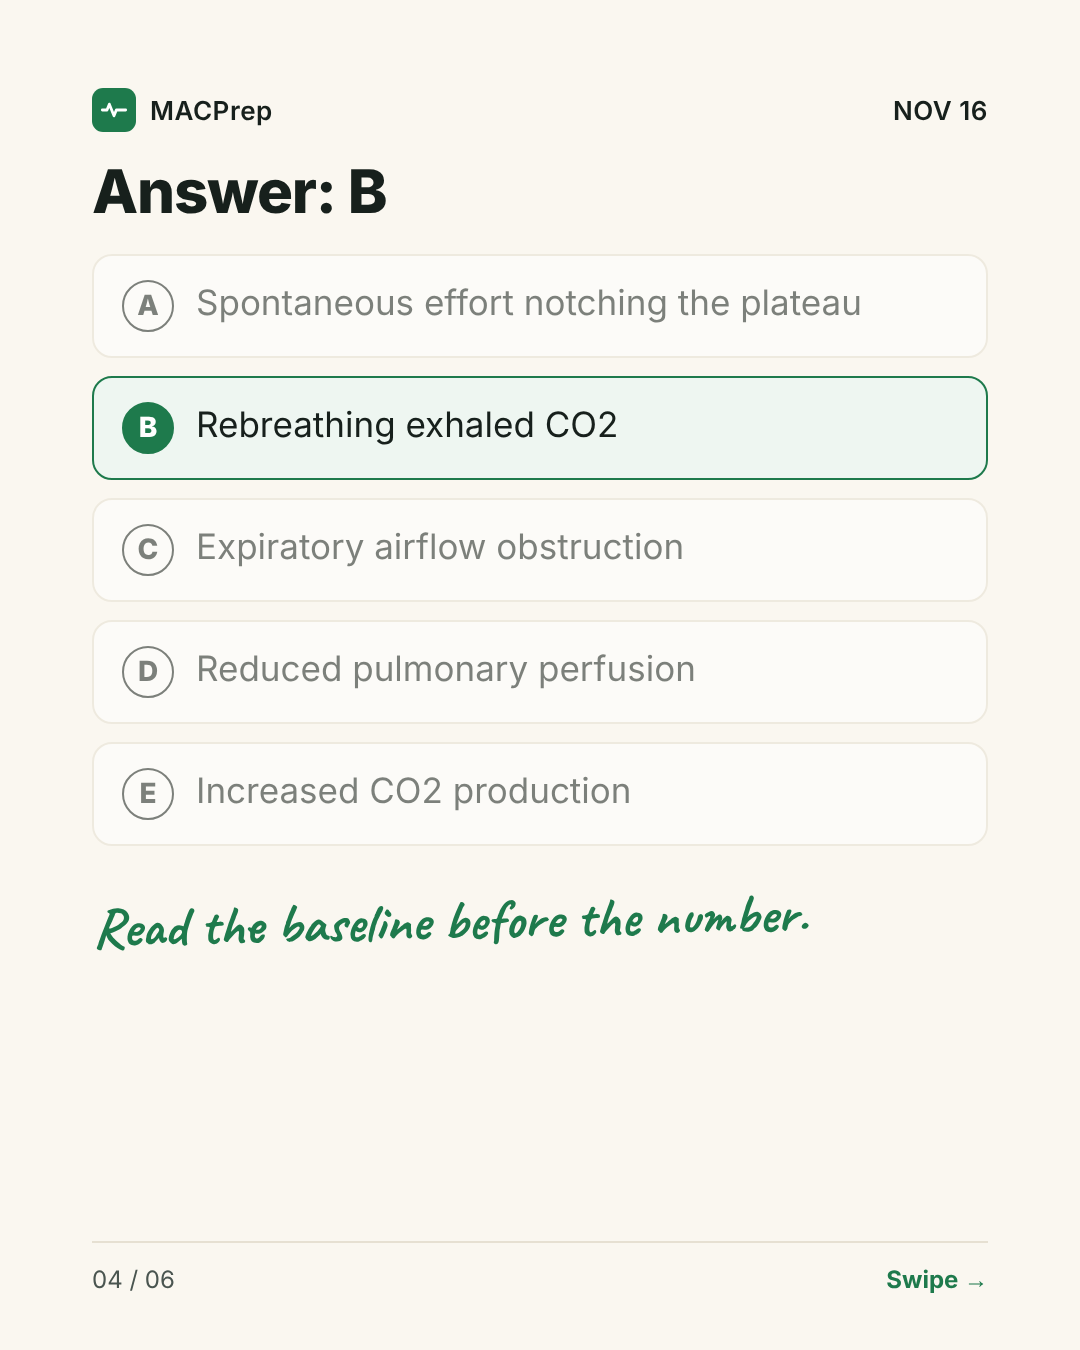 MACPrep
NOV 16
Answer: B
A Spontaneous effort notching the plateau
B Rebreathing exhaled CO2
C Expiratory airflow obstruction
D Reduced pulmonary perfusion
E Increased CO2 production
Read the baseline before the number.
04 / 06
Swipe →